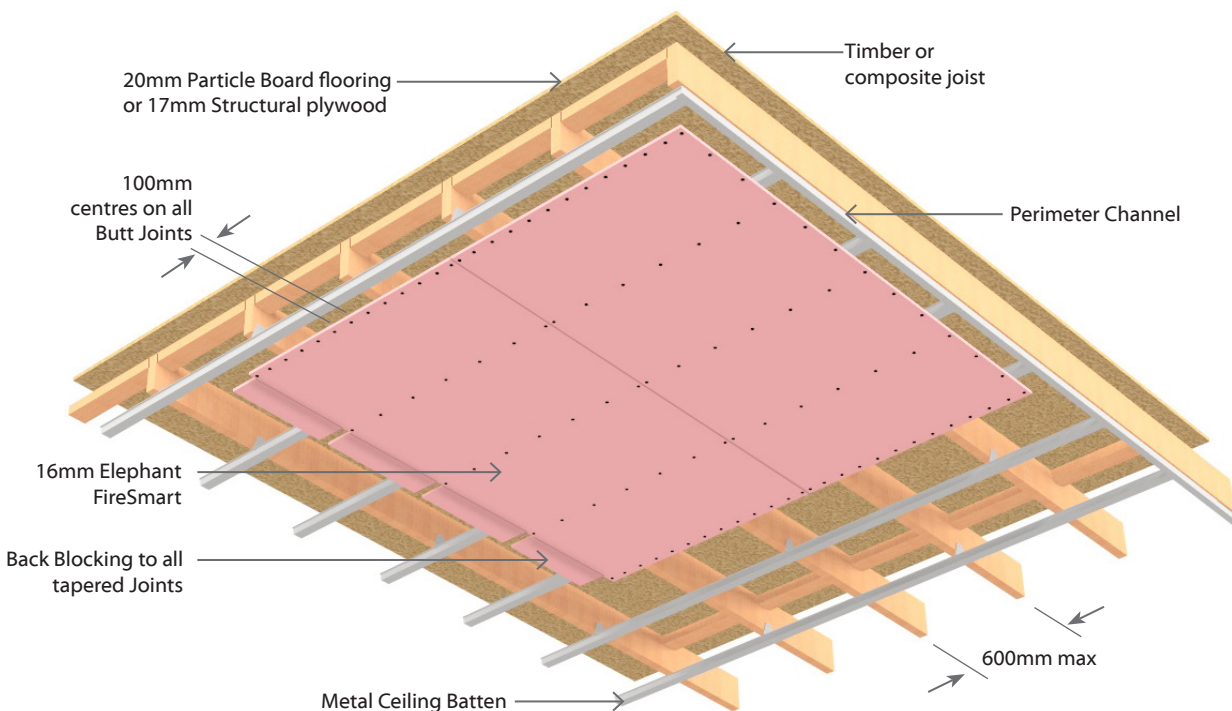 Timber or
composite joist
20mm Particle Board flooring
or 17mm Structural plywood
100mm
centres on all
Butt Joints
Perimeter Channel
16mm Elephant
FireSmart
Back Blocking to all
tapered Joints
600mm max
Metal Ceiling Batten